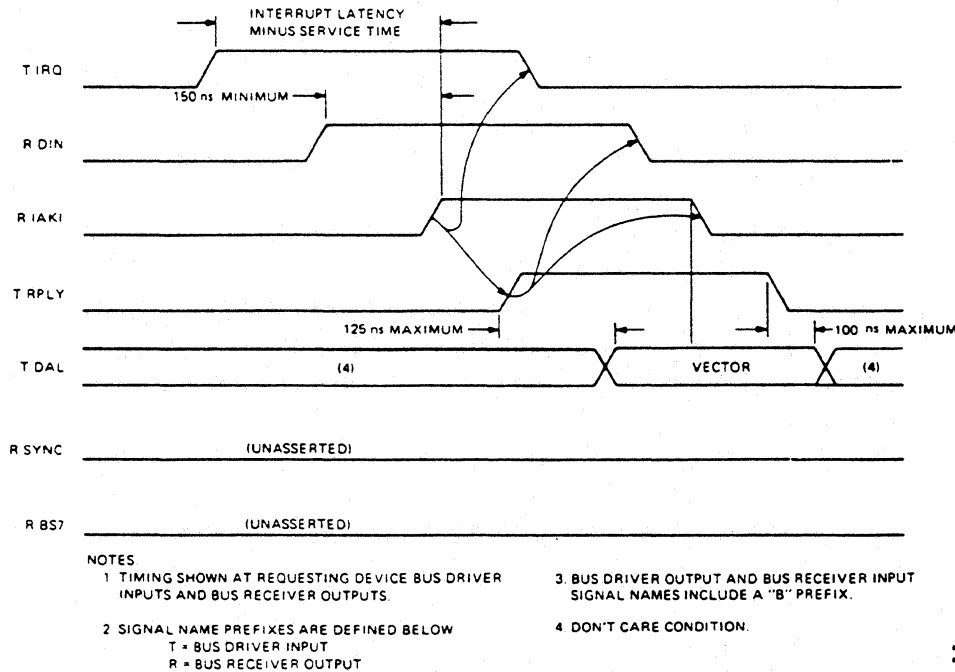 INTERRUPT LATENCY
MINUS SERVICE TIME
T IRQ
150 ns MINIMUM
R DIN
R IAKI
T RPLY
125 ns MAXIMUM
100 ns MAXIMUM
T DAL
(4)
VECTOR
(4)
R SYNC
(UNASSERTED)
R BS7
(UNASSERTED)
NOTES
1 TIMING SHOWN AT REQUESTING DEVICE BUS DRIVER
INPUTS AND BUS RECEIVER OUTPUTS.
2 SIGNAL NAME PREFIXES ARE DEFINED BELOW
T = BUS DRIVER INPUT
R = BUS RECEIVER OUTPUT
3. BUS DRIVER OUTPUT AND BUS RECEIVER INPUT
SIGNAL NAMES INCLUDE A "B" PREFIX.
4. DON'T CARE CONDITION.